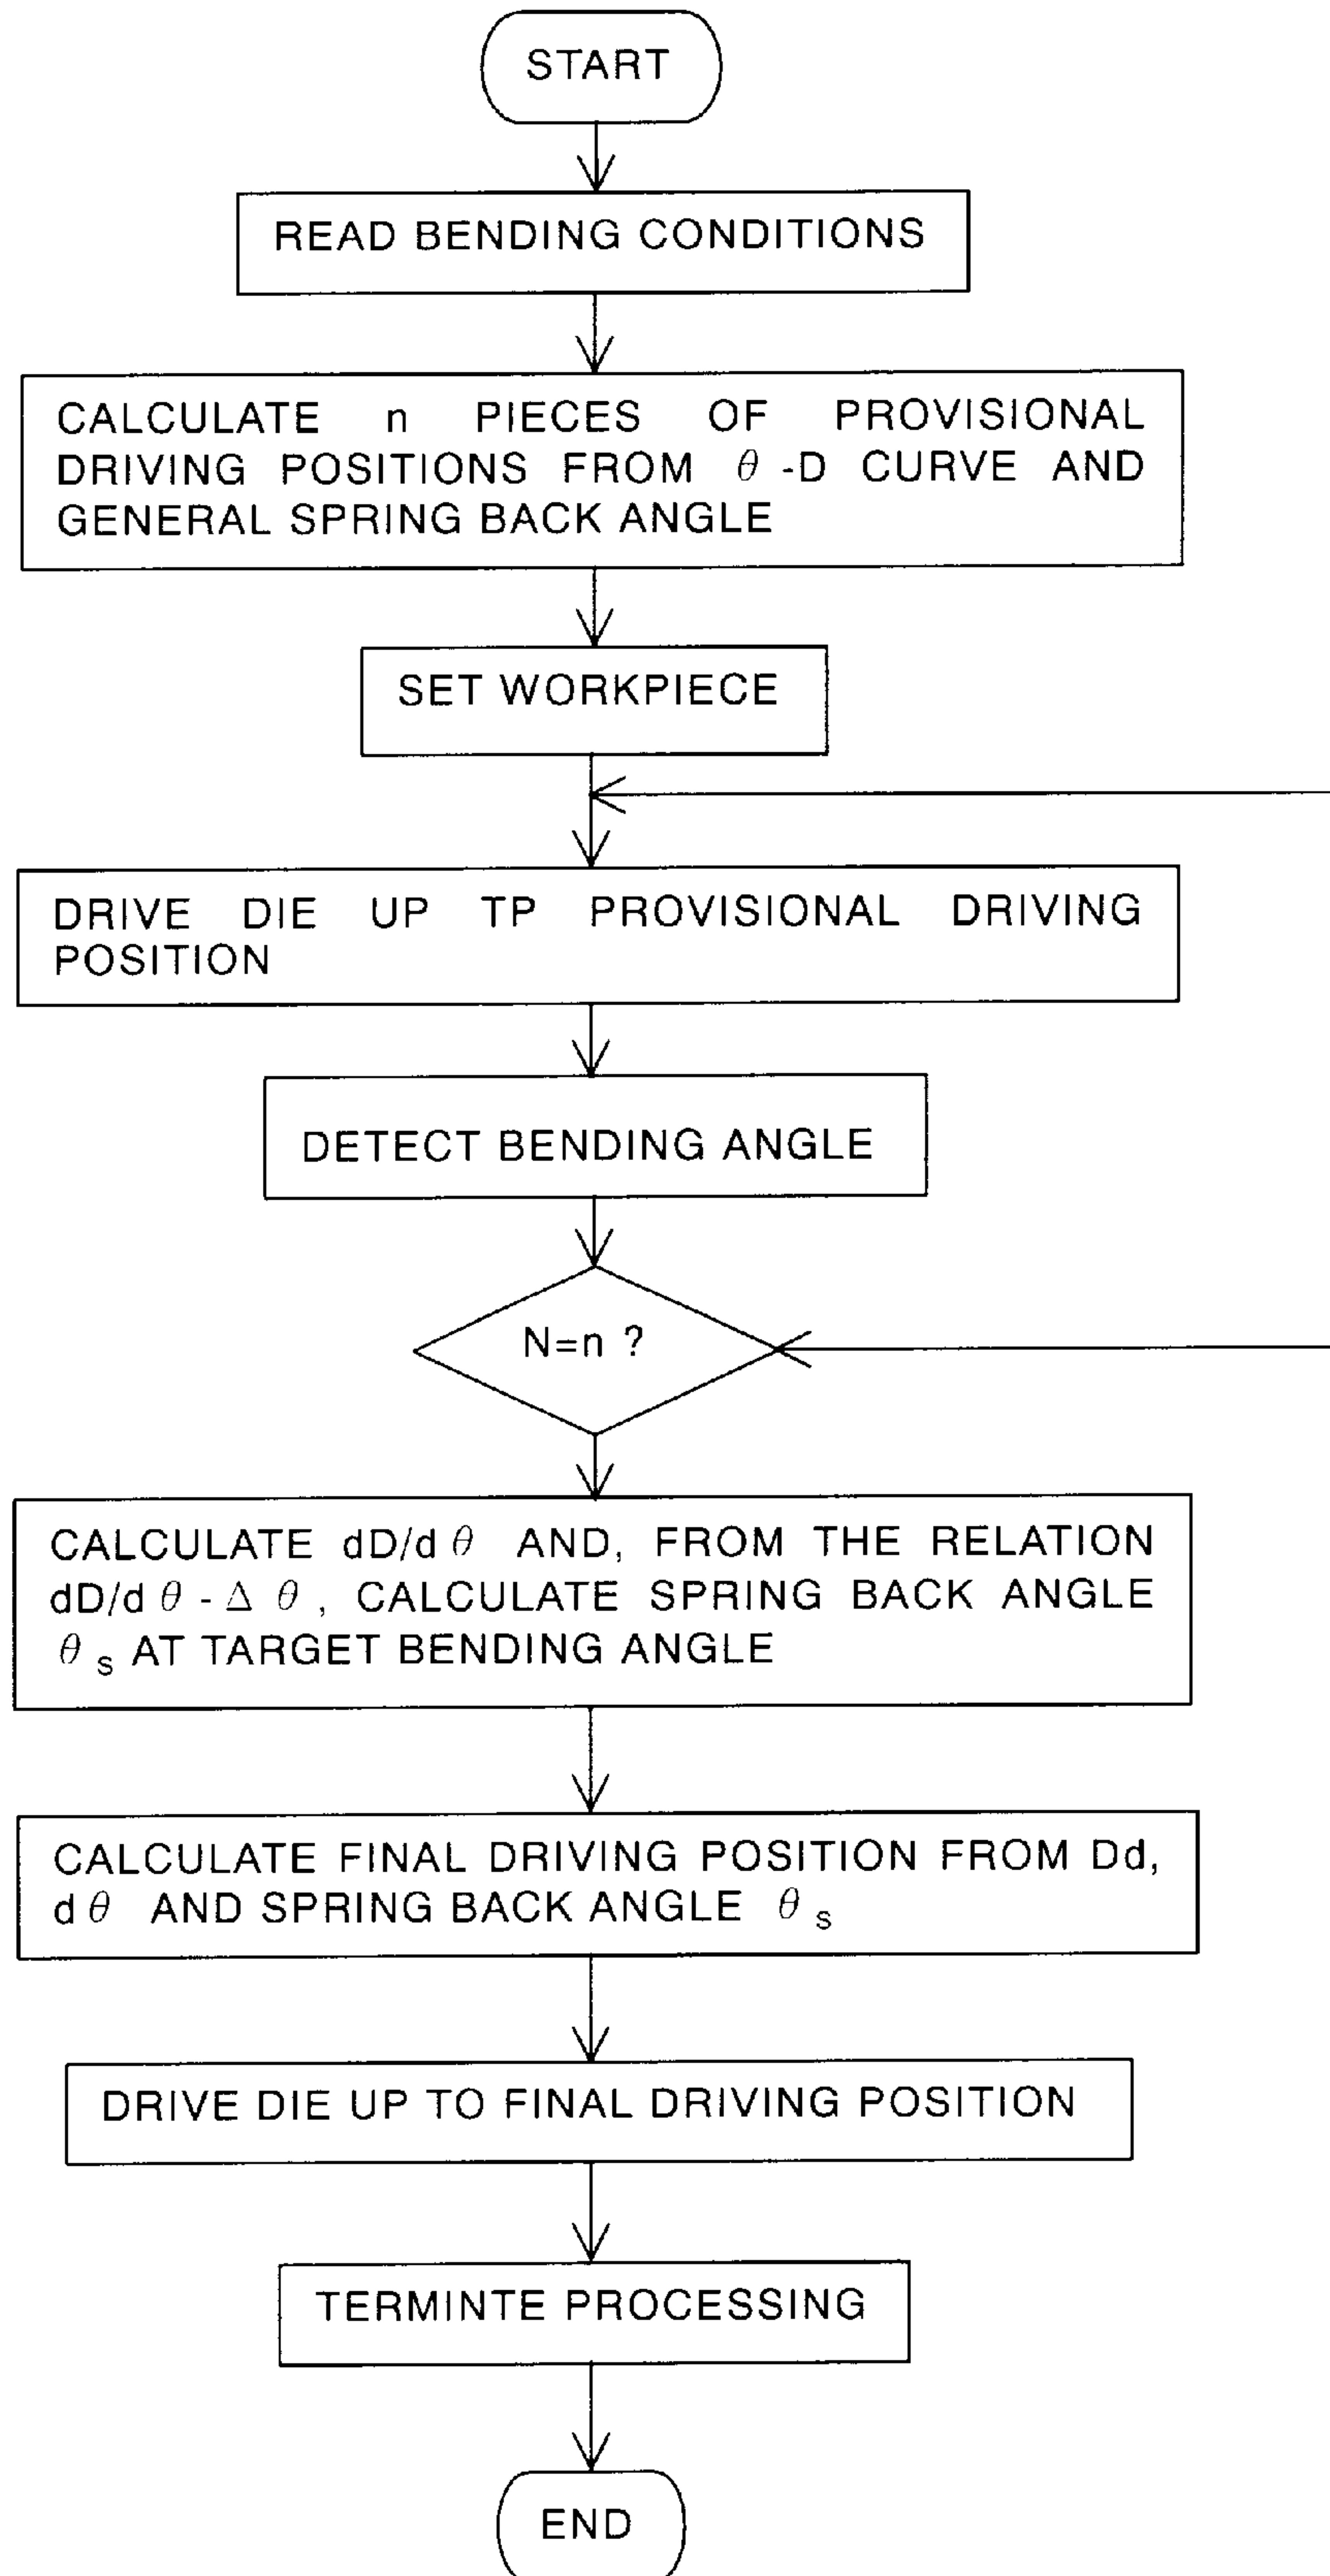 START
READ BENDING CONDITIONS
CALCULATE n PIECES OF PROVISIONAL
DRIVING POSITIONS FROM θ-D CURVE AND
GENERAL SPRING BACK ANGLE
SET WORKPIECE
DRIVE DIE UP TP PROVISIONAL DRIVING
POSITION
DETECT BENDING ANGLE
N=n ?
CALCULATE dD/dθ AND, FROM THE RELATION
dD/dθ-Δθ, CALCULATE SPRING BACK ANGLE
θs AT TARGET BENDING ANGLE
CALCULATE FINAL DRIVING POSITION FROM Dd,
dθ AND SPRING BACK ANGLE θs
DRIVE DIE UP TO FINAL DRIVING POSITION
TERMINTE PROCESSING
END